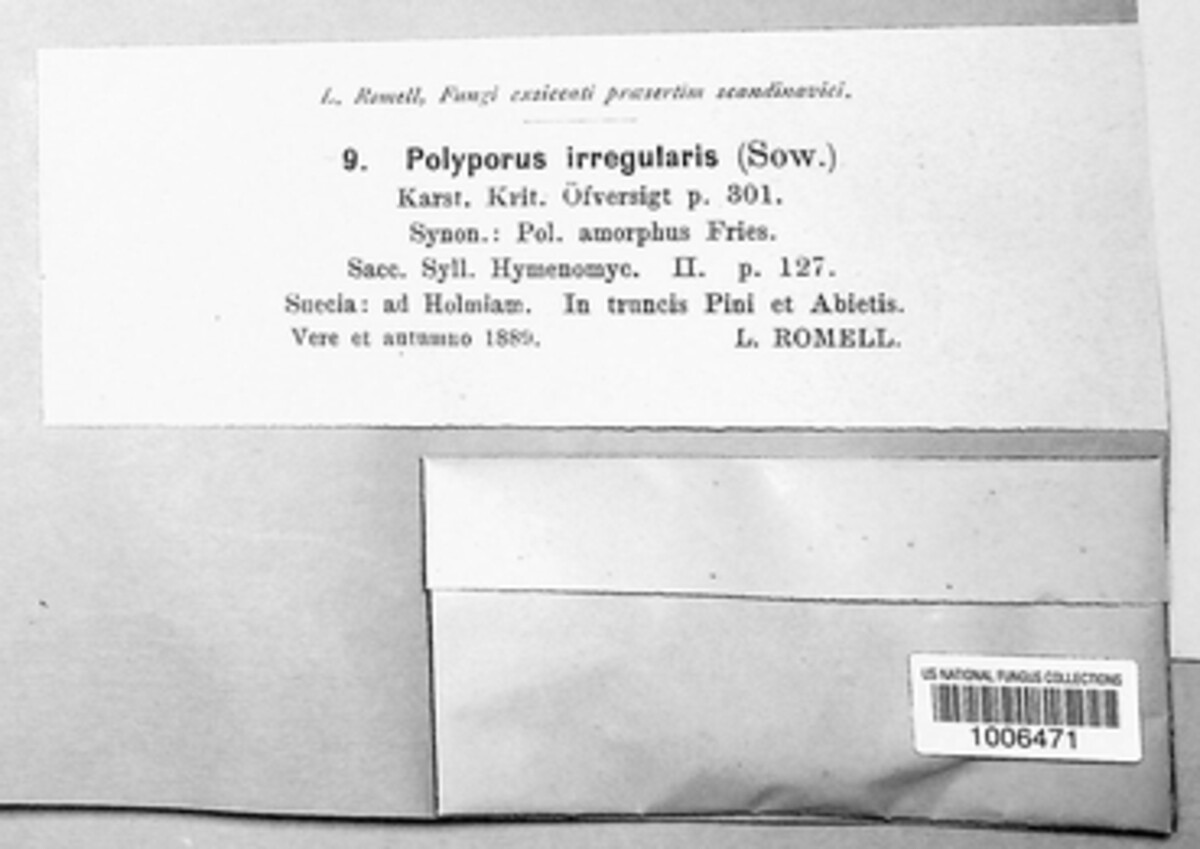 L. Romell, Fungi exsiccati præsertim scandinavici.
9. Polyporus irregularis (Sow.)
Karst. Krit. Öfversigt p. 301.
Synon.: Pol. amorphus Fries.
Sacc. Syll. Hymenomyc. II. p. 127.
Suecia: ad Holmiam. In truncis Pini et Abietis.
Vere et autumno 1889. L. ROMELL.
US NATIONAL FUNGUS COLLECTIONS
1006471